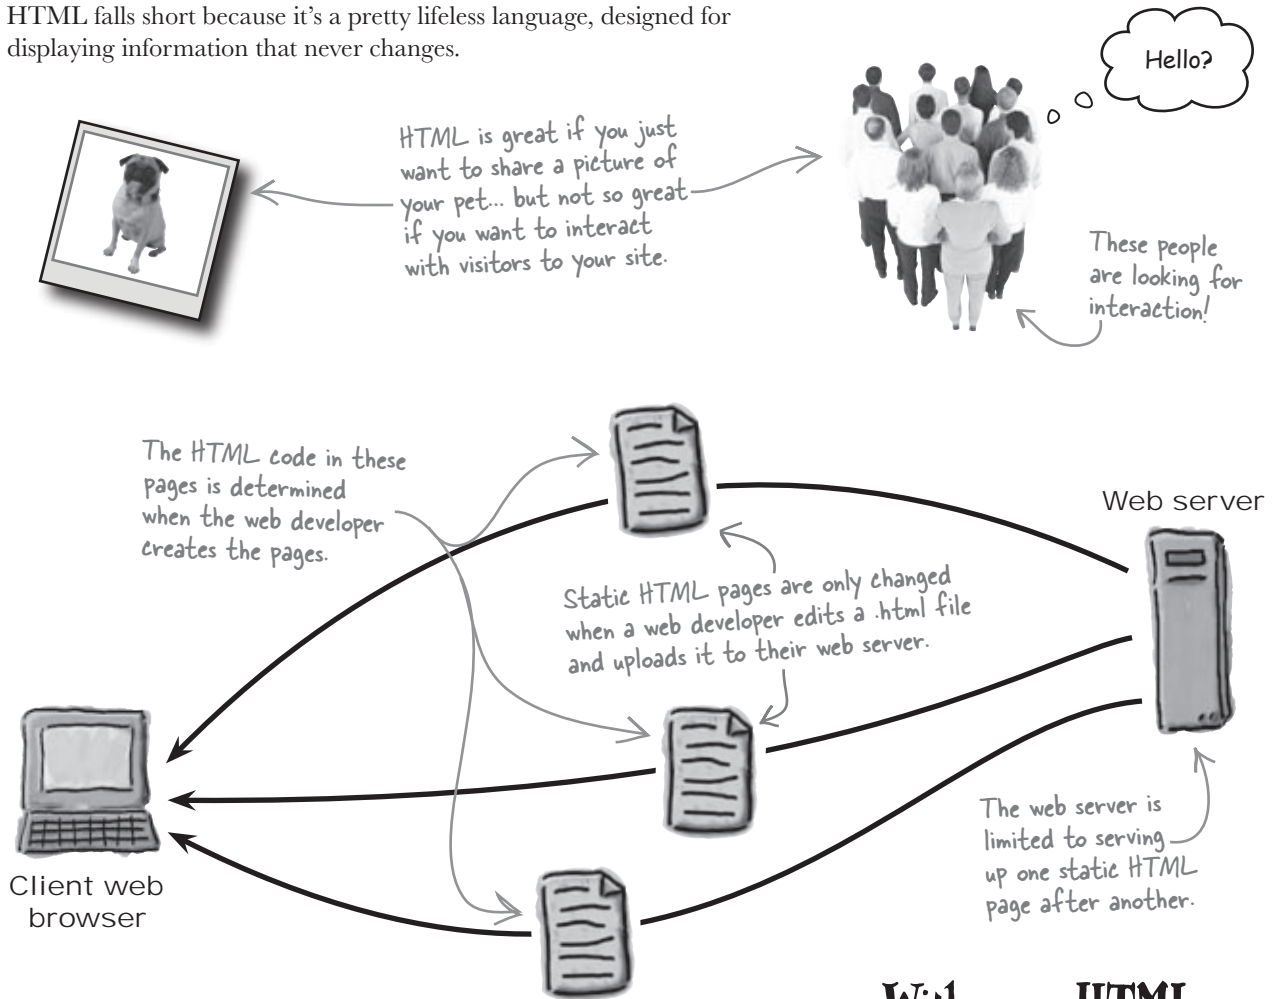 HTML falls short because it's a pretty lifeless language, designed for
displaying information that never changes.
Hello?
HTML is great if you just
want to share a picture of
your pet... but not so great
if you want to interact
with visitors to your site.
These people
are looking for
interaction!
The HTML code in these
pages is determined
when the web developer
creates the pages.
Web server
Static HTML pages are only changed
when a web developer edits a .html file
and uploads it to their web server.
The web server is
limited to serving
up one static HTML
page after another.
Client web
browser
HTML